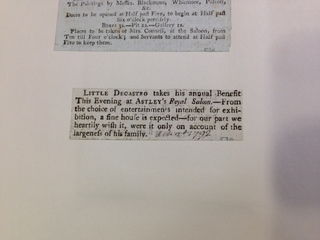 The Paintings by Messrs. Blackmore, Whitmore,
&c.
Doors to be opened at Half past Five, to begin at Half past
Six o'clock precisely.
Boxes 3s.—Pit 2s.—Gallery 1s.
Places to be taken of Mrs. Connell, at the Saloon, from
Ten till Four o'clock; and Servants to attend at Half past
Five to keep them.
LITTLE DECASTRO takes his annual Benefit
This Evening at ASTLEY's Royal Saloon.—From
the choice of entertainments intended for exhi-
bition, a fine house is expected—for our part we
heartily wish it, were it only on account of the
largeness of his family.